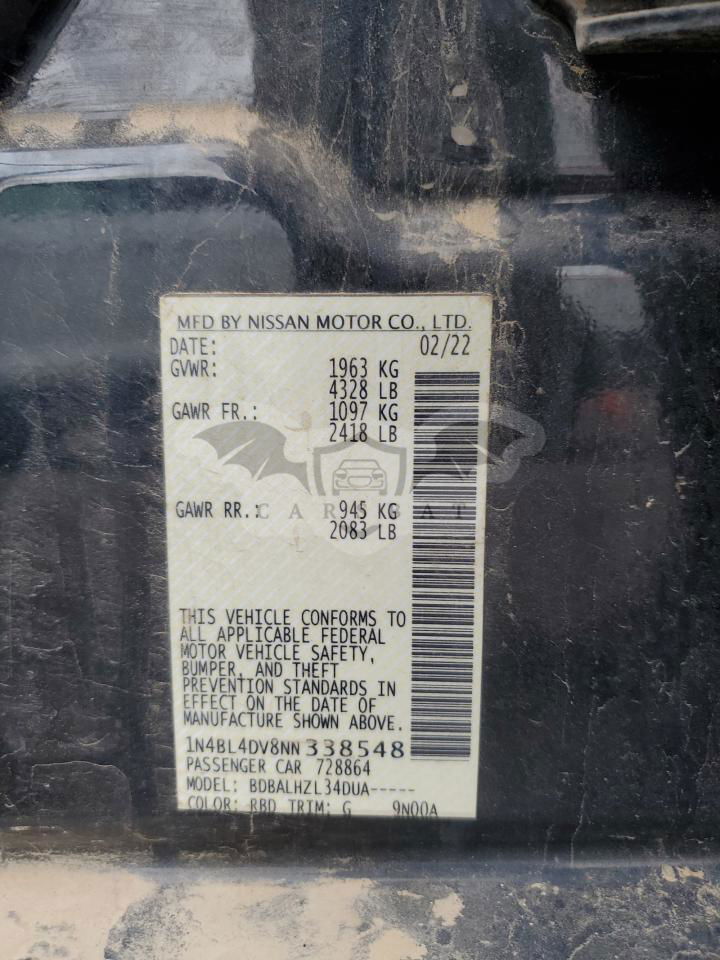 MFD BY NISSAN MOTOR CO., LTD.
DATE: 02/22
GVWR: 1963 KG
4328 LB
GAWR FR.: 1097 KG
2418 LB
GAWR RR.: 945 KG
CAR BAT
2083 LB
THIS VEHICLE CONFORMS TO
ALL APPLICABLE FEDERAL
MOTOR VEHICLE SAFETY,
BUMPER, AND THEFT
PREVENTION STANDARDS IN
EFFECT ON THE DATE OF
MANUFACTURE SHOWN ABOVE.
1N4BL4DV8NN338548
PASSENGER CAR 728864
MODEL: BDBALHZL34DUA-----
COLOR: RBD TRIM: G 9N00A